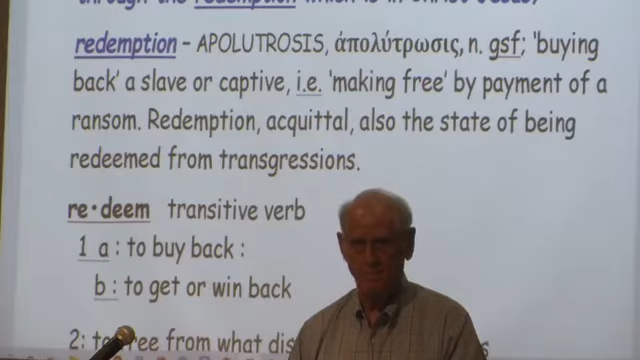 through the redemption which is in Christ Jesus,
redemption – APOLUTROSIS, ἀπολύτρωσις, n. gsf; ‘buying
back’ a slave or captive, i.e. ‘making free’ by payment of a
ransom. Redemption, acquittal, also the state of being
redeemed from transgressions.
re•deem transitive verb
1 a : to buy back :
b : to get or win back
2: to free from what dis